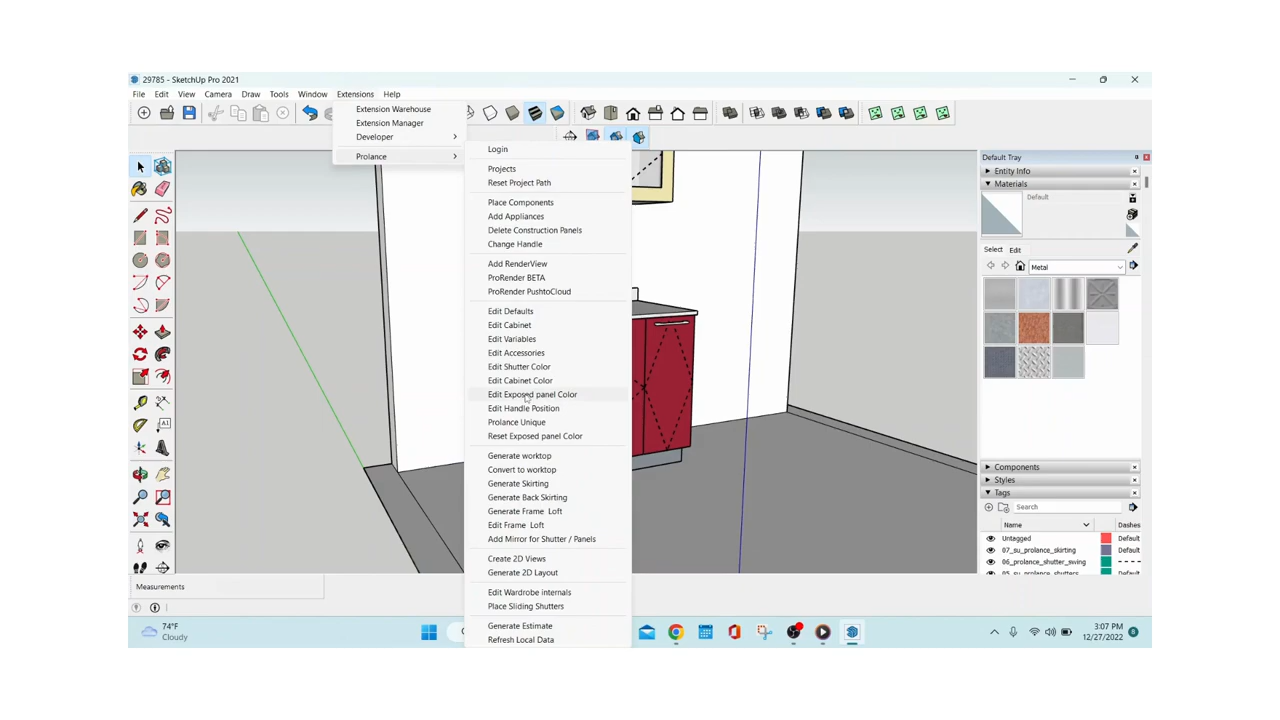 29785 - SketchUp Pro 2021
File Edit View Camera Draw Tools Window Extensions Help
Extension Warehouse
Extension Manager
Developer
Prolance
Login
Projects
Reset Project Path
Place Components
Add Appliances
Delete Construction Panels
Change Handle
Add RenderView
ProRender BETA
ProRender PushtoCloud
Edit Defaults
Edit Cabinet
Edit Variables
Edit Accessories
Edit Shutter Color
Edit Cabinet Color
Edit Exposed panel Color
Edit Handle Position
Prolance Unique
Reset Exposed panel Color
Generate worktop
Convert to worktop
Generate Skirting
Generate Back Skirting
Generate Frame Loft
Edit Frame Loft
Add Mirror for Shutter / Panels
Create 2D Views
Generate 2D Layout
Edit Wardrobe internals
Place Sliding Shutters
Generate Estimate
Refresh Local Data
Default Tray
Entity Info
Materials
Default
Select Edit
Metal
Components
Styles
Tags
Search
Name Dashes
Untagged Default
07_su_prolance_skirting Default
06_prolance_shutter_swing
05_su_prolance_shutters Default
Measurements
74°F
Cloudy
3:07 PM
12/27/2022 8